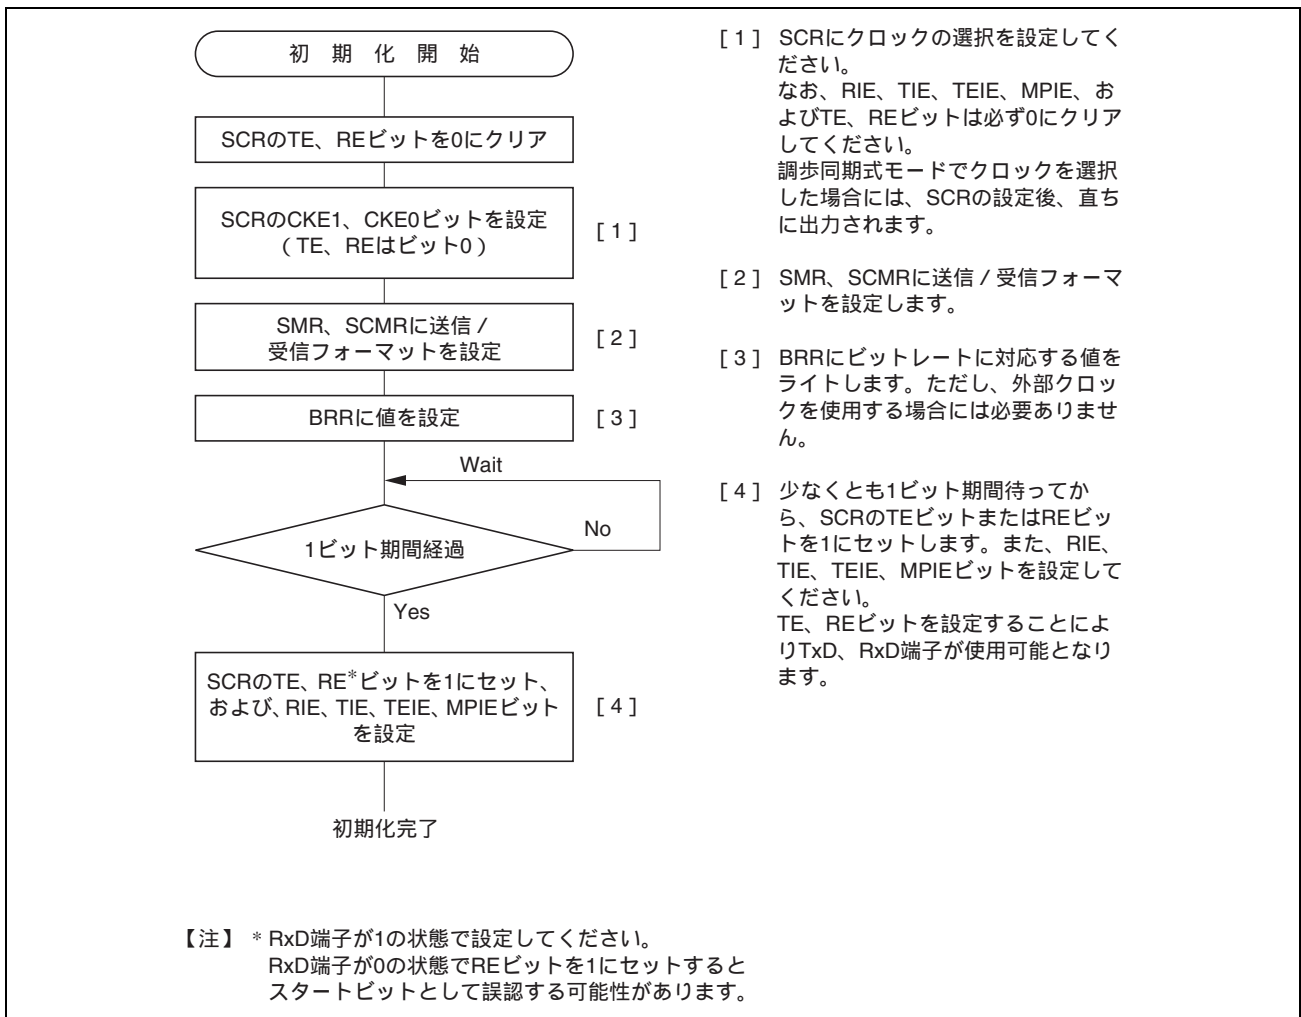 初期化開始
SCRのTE、REビットを0にクリア
SCRのCKE1、CKE0ビットを設定
(TE、REはビット0)
[1]
SMR、SCMRに送信/
受信フォーマットを設定
[2]
BRRに値を設定
[3]
Wait
1ビット期間経過
No
Yes
SCRのTE、RE*ビットを1にセット、
および、RIE、TIE、TEIE、MPIEビット
を設定
[4]
初期化完了
[1] SCRにクロックの選択を設定してく
ださい。
なお、RIE、TIE、TEIE、MPIE、お
よびTE、REビットは必ず0にクリア
してください。
調歩同期式モードでクロックを選択
した場合には、SCRの設定後、直ち
に出力されます。
[2] SMR、SCMRに送信/受信フォーマ
ットを設定します。
[3] BRRにビットレートに対応する値を
ライトします。ただし、外部クロッ
クを使用する場合には必要ありませ
ん。
[4] 少なくとも1ビット期間待ってか
ら、SCRのTEビットまたはREビッ
トを1にセットします。また、RIE、
TIE、TEIE、MPIEビットを設定して
ください。
TE、REビットを設定することによ
りTxD、RxD端子が使用可能となり
ます。
【注】 * RxD端子が1の状態で設定してください。
RxD端子が0の状態でREビットを1にセットすると
スタートビットとして誤認する可能性があります。